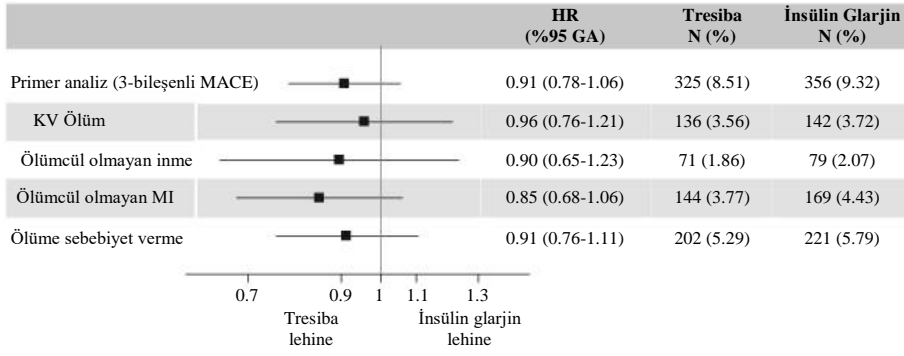 HR Tresiba İnsülin Glarjin
(%95 GA) N (%) N (%)
Primer analiz (3-bileşenli MACE) 0.91 (0.78-1.06) 325 (8.51) 356 (9.32)
KV Ölüm 0.96 (0.76-1.21) 136 (3.56) 142 (3.72)
Ölümcül olmayan inme 0.90 (0.65-1.23) 71 (1.86) 79 (2.07)
Ölümcül olmayan MI 0.85 (0.68-1.06) 144 (3.77) 169 (4.43)
Ölüme sebebiyet verme 0.91 (0.76-1.11) 202 (5.29) 221 (5.79)
0.7 0.9 1 1.1 1.3
Tresiba İnsülin glarjin
lehine lehine